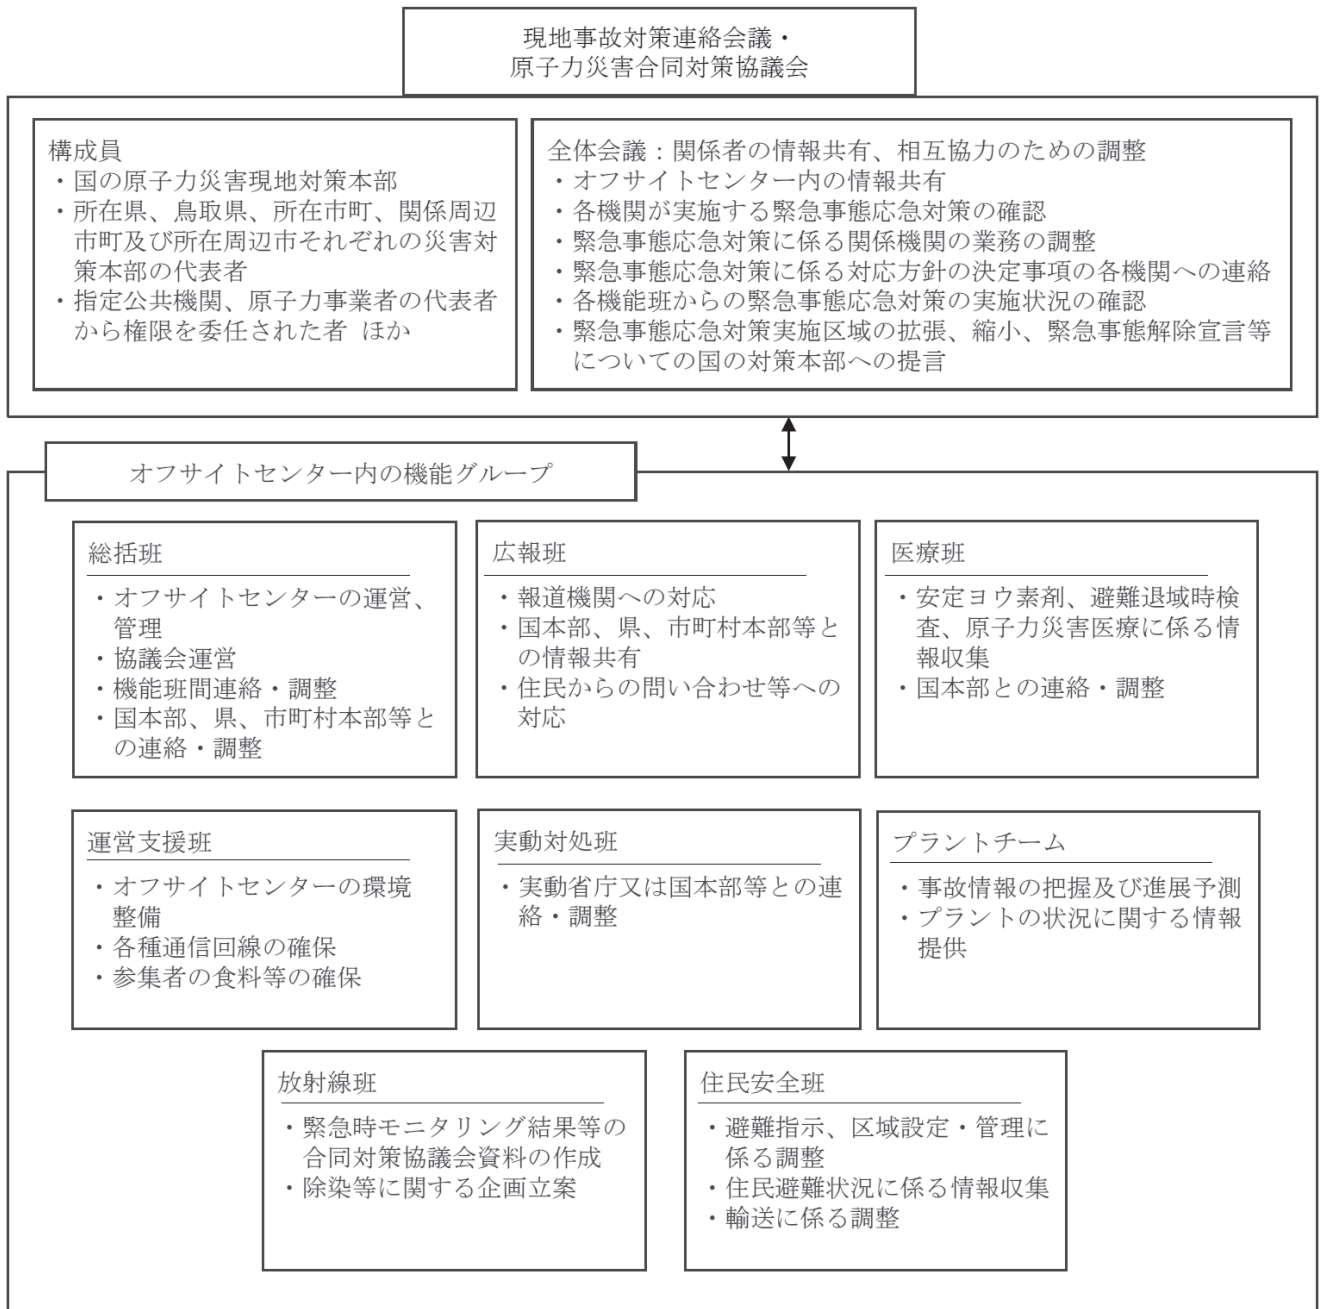 現地事故対策連絡会議・
原子力災害合同対策協議会
構成員
・国の原子力災害現地対策本部
・所在県、鳥取県、所在市町、関係周辺
市町及び所在周辺市それぞれの災害対
策本部の代表者
・指定公共機関、原子力事業者の代表者
から権限を委任された者 ほか
全体会議：関係者の情報共有、相互協力のための調整
・オフサイトセンター内の情報共有
・各機関が実施する緊急事態応急対策の確認
・緊急事態応急対策に係る関係機関の業務の調整
・緊急事態応急対策に係る対応方針の決定事項の各機関への連絡
・各機能班からの緊急事態応急対策の実施状況の確認
・緊急事態応急対策実施区域の拡張、縮小、緊急事態解除宣言等
についての国の対策本部への提言
オフサイトセンター内の機能グループ
総括班
・オフサイトセンターの運営、
管理
・協議会運営
・機能班間連絡・調整
・国本部、県、市町村本部等と
の連絡・調整
広報班
・報道機関への対応
・国本部、県、市町村本部等と
の情報共有
・住民からの問い合わせ等への
対応
医療班
・安定ヨウ素剤、避難退域時検
査、原子力災害医療に係る情
報収集
・国本部との連絡・調整
運営支援班
・オフサイトセンターの環境
整備
・各種通信回線の確保
・参集者の食料等の確保
実動対処班
・実動省庁又は国本部等との連
絡・調整
プラントチーム
・事故情報の把握及び進展予測
・プラントの状況に関する情報
提供
放射線班
・緊急時モニタリング結果等の
合同対策協議会資料の作成
・除染等に関する企画立案
住民安全班
・避難指示、区域設定・管理に
係る調整
・住民避難状況に係る情報収集
・輸送に係る調整